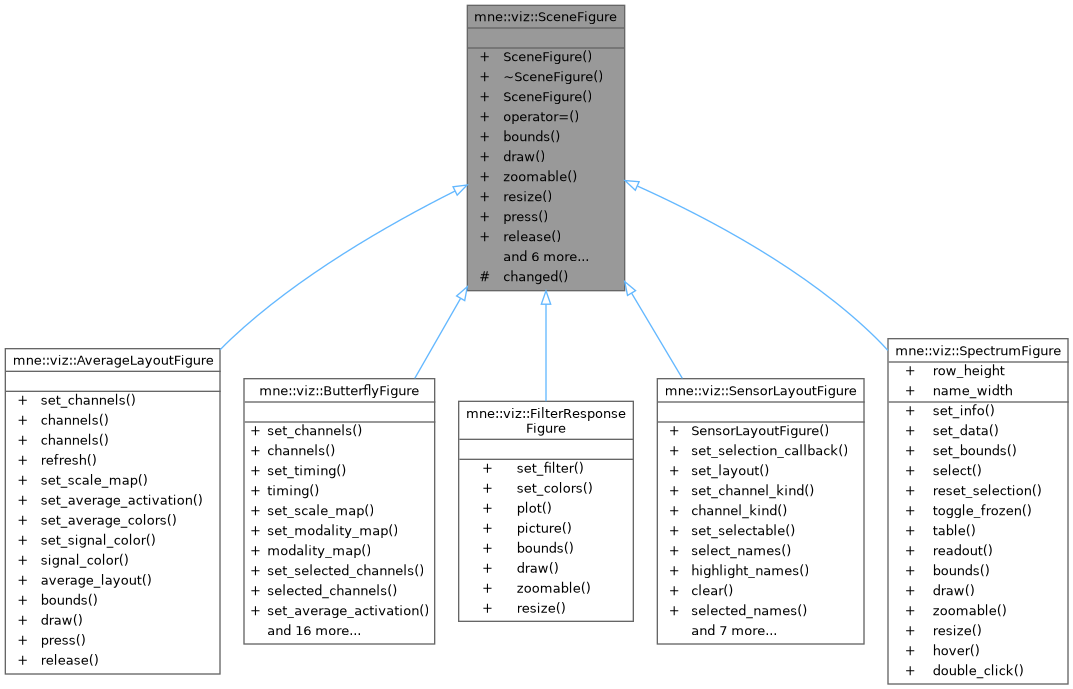 mne::viz::SceneFigure
+ SceneFigure()
+ ~SceneFigure()
+ SceneFigure()
+ operator=()
+ bounds()
+ draw()
+ zoomable()
+ resize()
+ press()
+ release()
and 6 more...
# changed()
mne::viz::AverageLayoutFigure
+ set_channels()
+ channels()
+ channels()
+ refresh()
+ set_scale_map()
+ set_average_activation()
+ set_average_colors()
+ set_signal_color()
+ signal_color()
+ average_layout()
+ bounds()
+ draw()
+ press()
+ release()
mne::viz::ButterflyFigure
+ set_channels()
+ channels()
+ set_timing()
+ timing()
+ set_scale_map()
+ set_modality_map()
+ modality_map()
+ set_selected_channels()
+ selected_channels()
+ set_average_activation()
and 16 more...
mne::viz::FilterResponse
Figure
+ set_filter()
+ set_colors()
+ plot()
+ picture()
+ bounds()
+ draw()
+ zoomable()
+ resize()
mne::viz::SensorLayoutFigure
+ SensorLayoutFigure()
+ set_selection_callback()
+ set_layout()
+ set_channel_kind()
+ channel_kind()
+ set_selectable()
+ select_names()
+ highlight_names()
+ clear()
+ selected_names()
and 7 more...
mne::viz::SpectrumFigure
+ row_height
+ name_width
+ set_info()
+ set_data()
+ set_bounds()
+ select()
+ reset_selection()
+ toggle_frozen()
+ table()
+ readout()
+ bounds()
+ draw()
+ zoomable()
+ resize()
+ hover()
+ double_click()